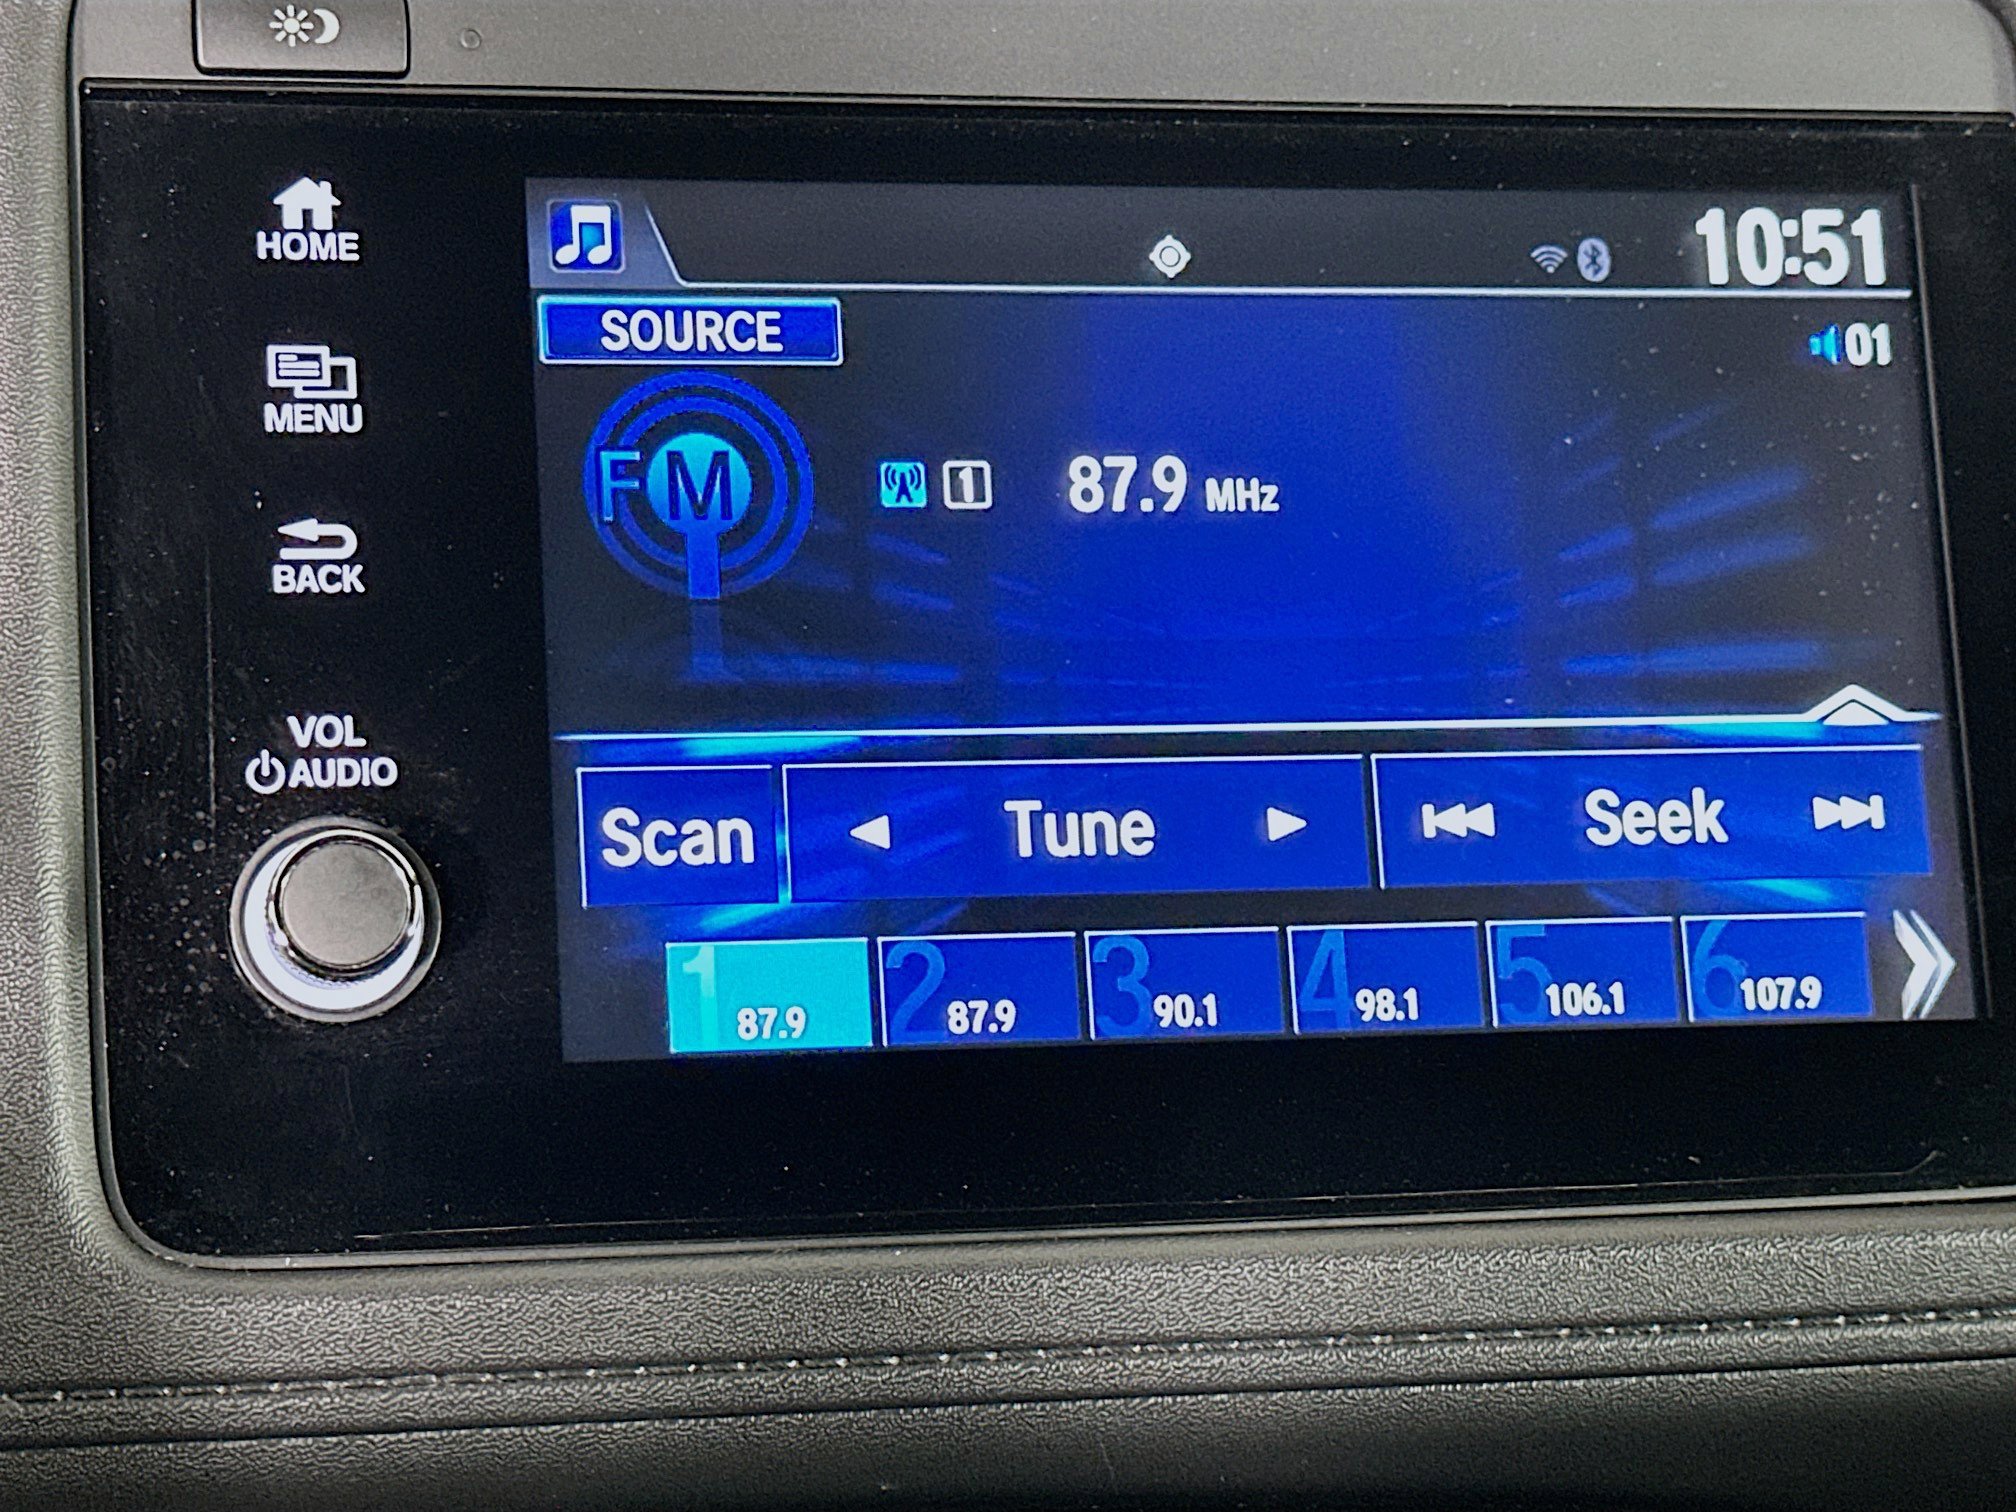 HOME
MENU
BACK
VOL
AUDIO
10:51
SOURCE
01
FM
1
87.9 MHz
Scan
Tune
Seek
1 87.9
2 87.9
3 90.1
4 98.1
5 106.1
6 107.9